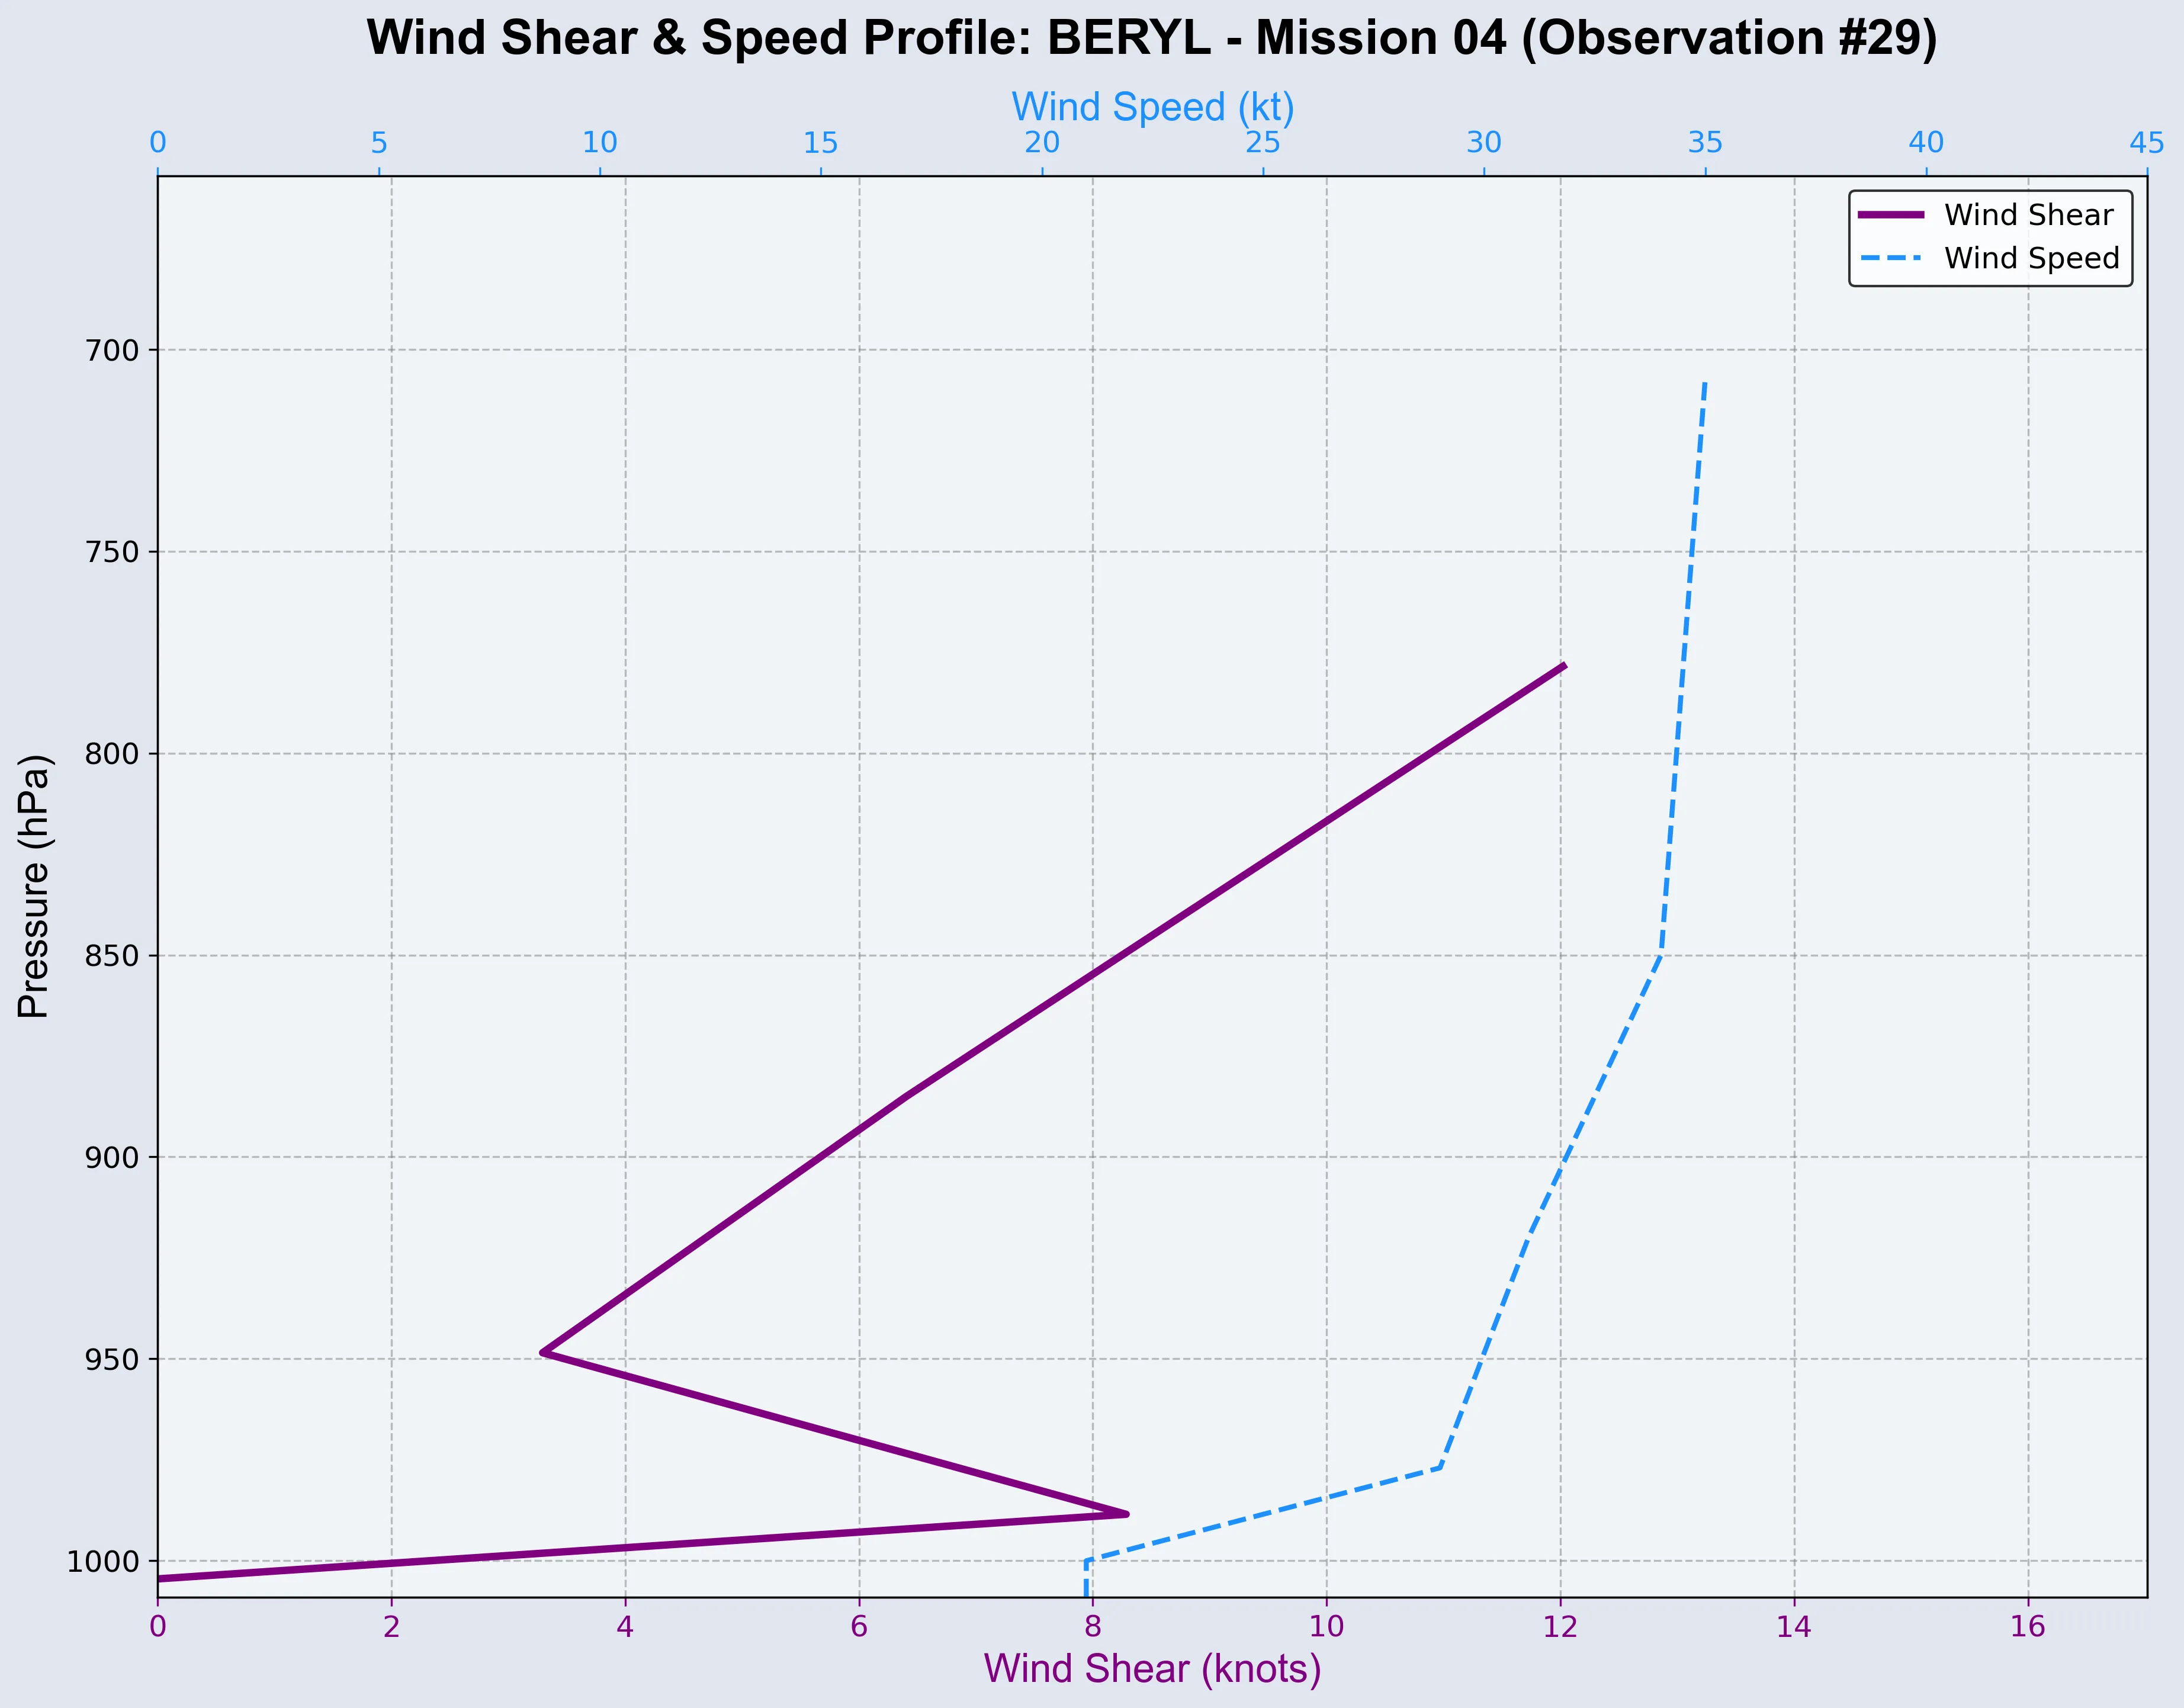 Wind Shear & Speed Profile: BERYL - Mission 04 (Observation #29)
Wind Speed (kt)
0 5 10 15 20 25 30 35 40 45
Wind Shear
Wind Speed
700
750
800
850
900
950
1000
Pressure (hPa)
0 2 4 6 8 10 12 14 16
Wind Shear (knots)